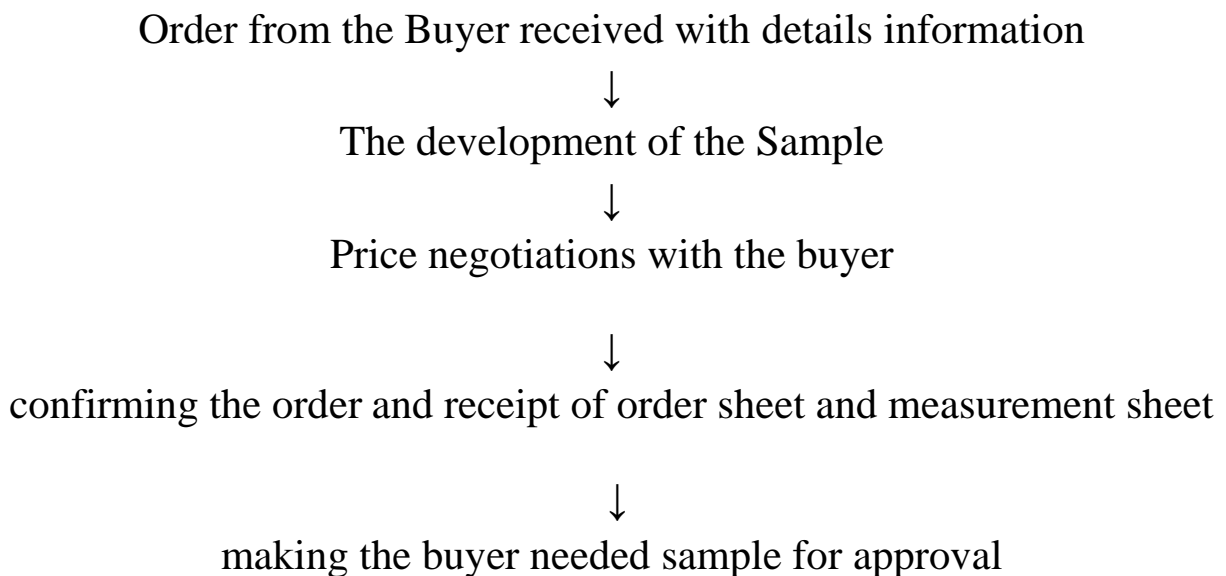 Order from the Buyer received with details information
↓
The development of the Sample
↓
Price negotiations with the buyer
↓
confirming the order and receipt of order sheet and measurement sheet
↓
making the buyer needed sample for approval